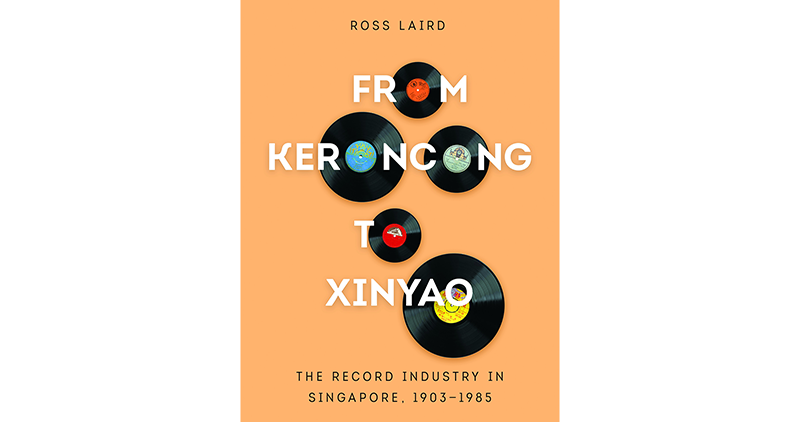 ROSS LAIRD
FROM
KERONCONG
TO
XINYAO
THE RECORD INDUSTRY IN
SINGAPORE, 1903–1985